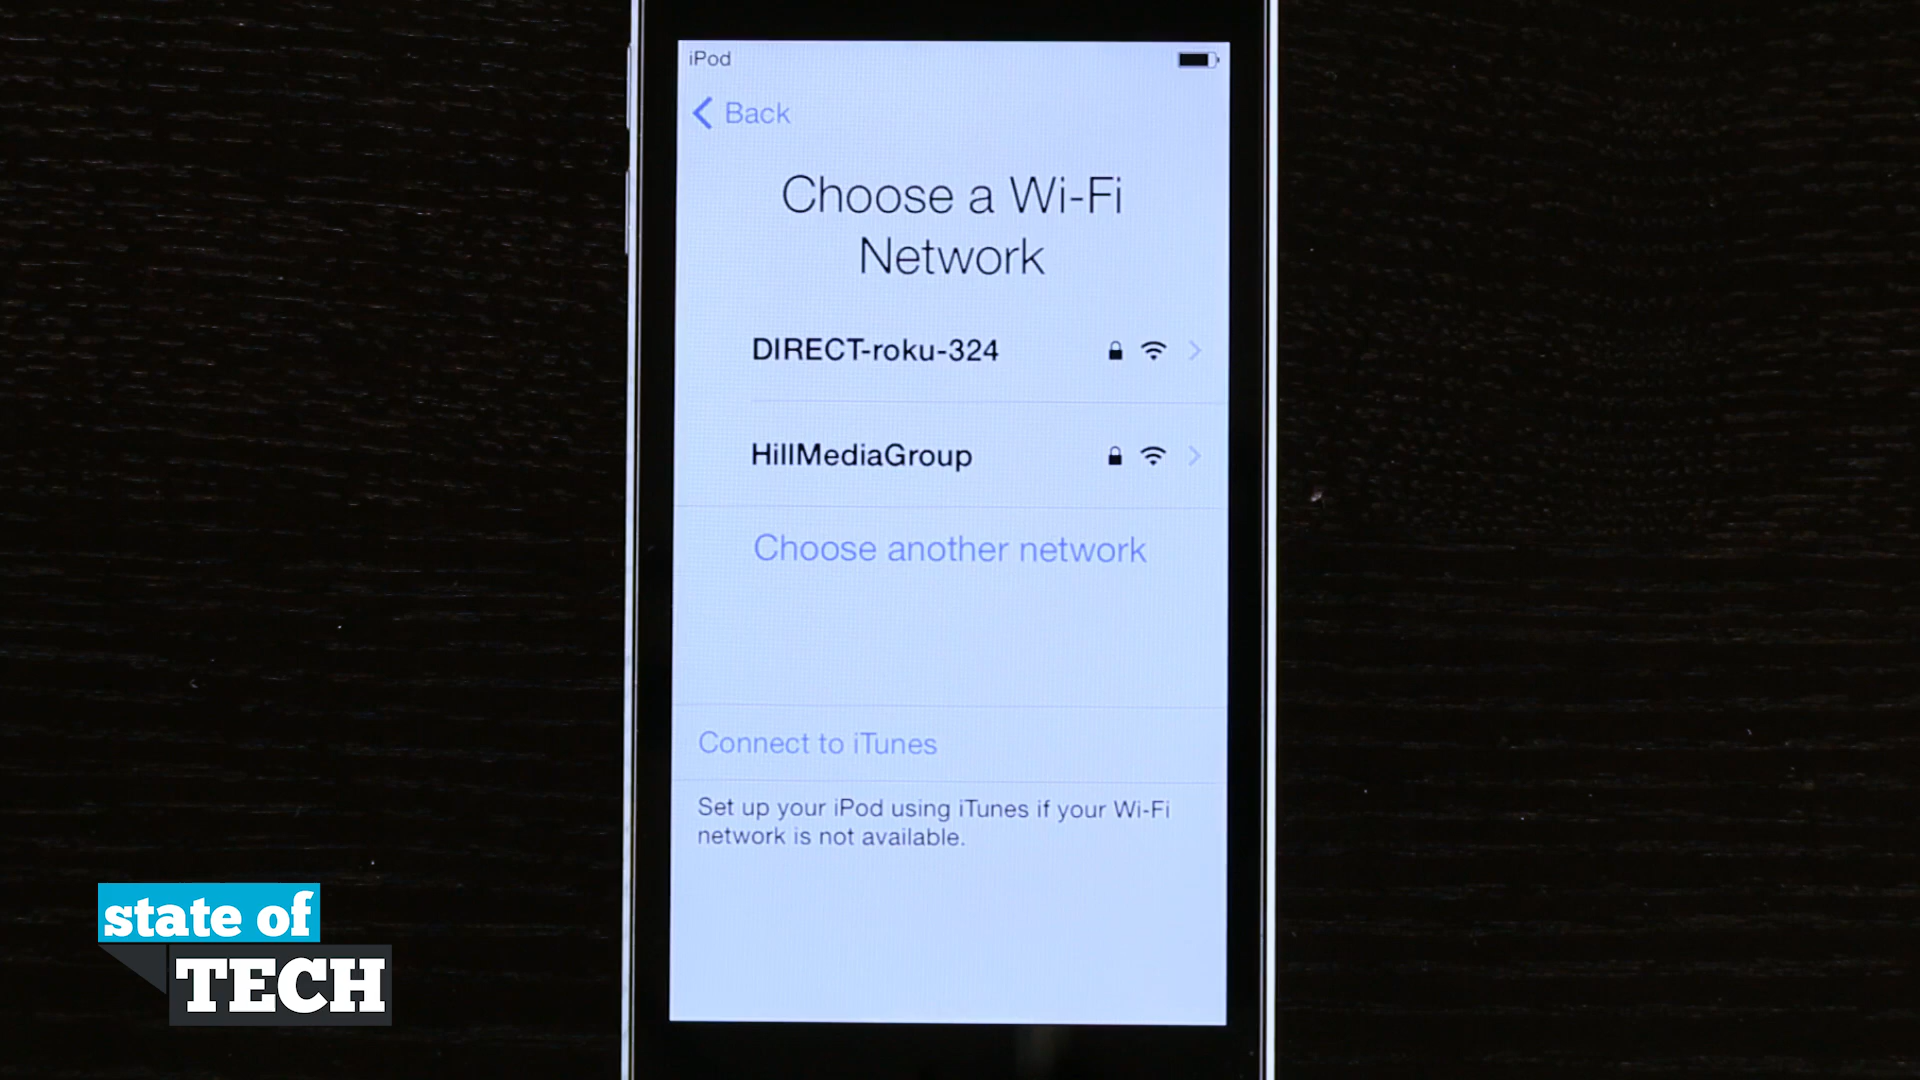 iPod
Back
Choose a Wi-Fi
Network
DIRECT-roku-324
HillMediaGroup
Choose another network
Connect to iTunes
Set up your iPod using iTunes if your Wi-Fi
network is not available.
state of
TECH